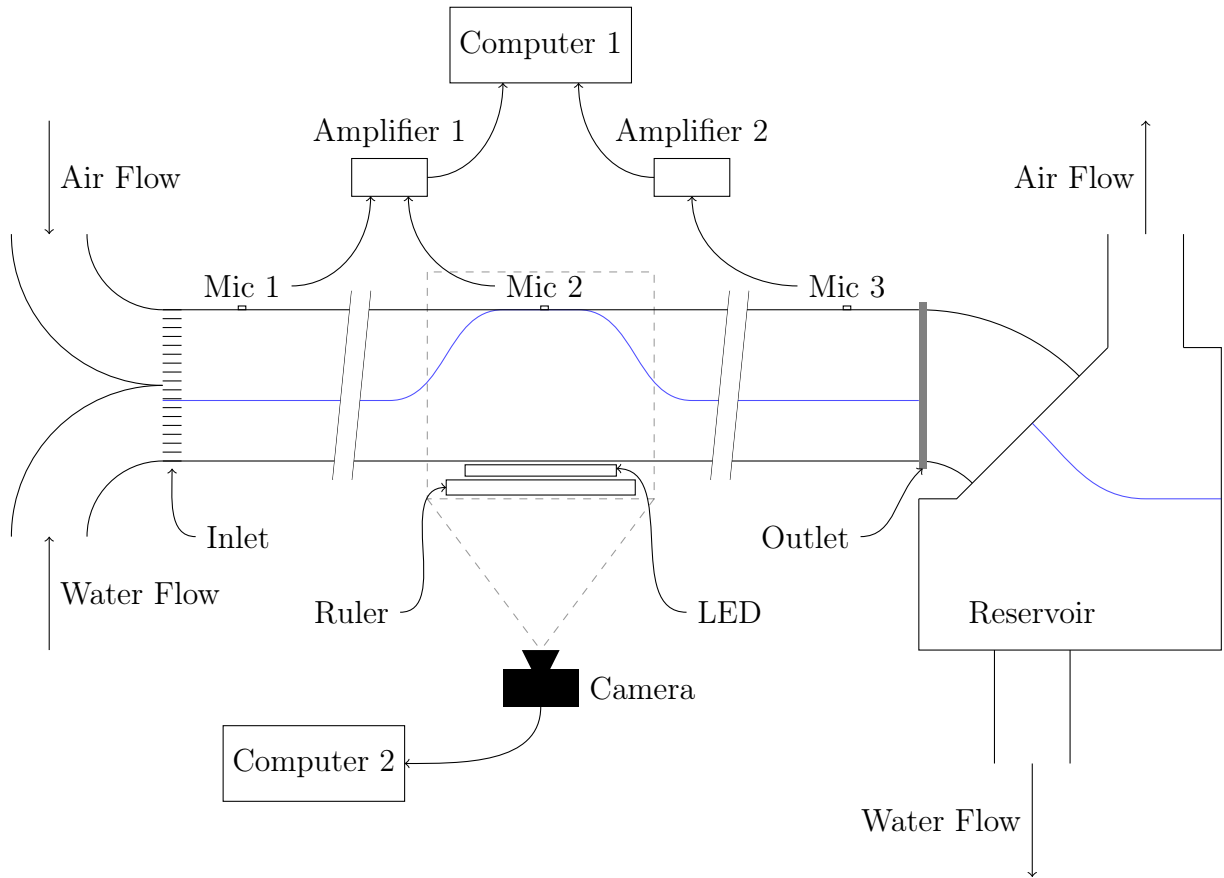 Computer 1
Amplifier 1
Amplifier 2
Air Flow
Air Flow
Mic 1
Mic 2
Mic 3
Inlet
Outlet
Water Flow
Ruler
LED
Reservoir
Camera
Computer 2
Water Flow